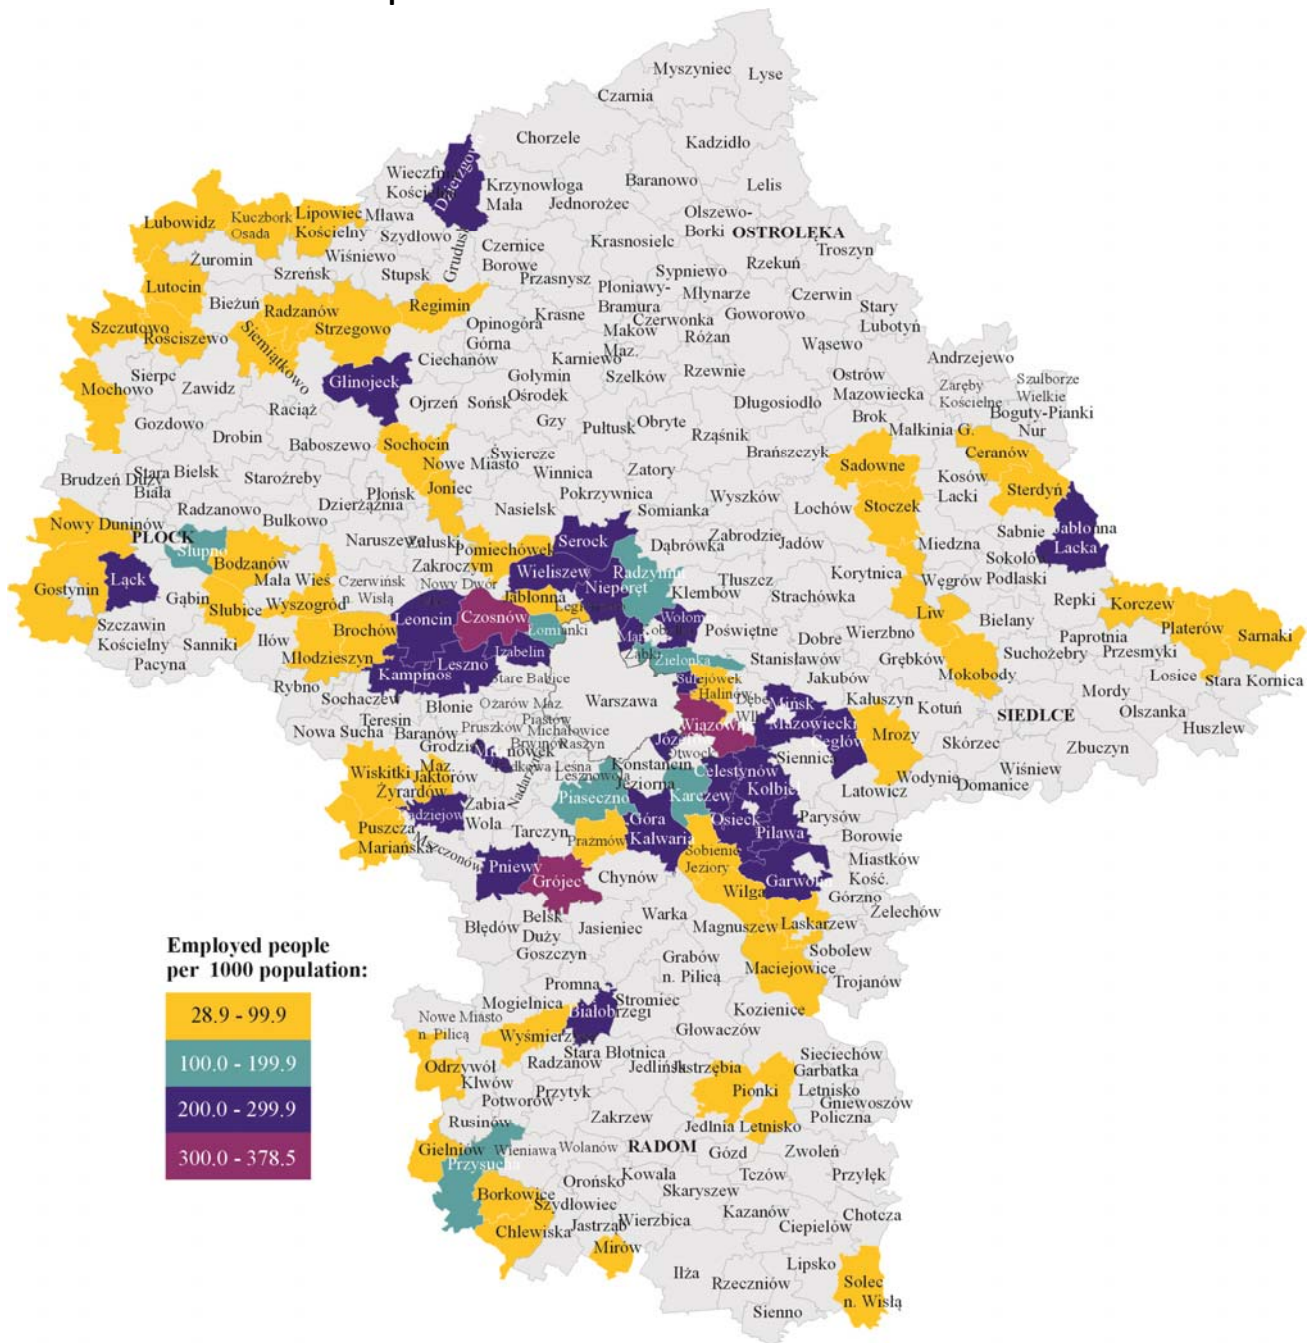 Myszyniec
Lyse
Czarnia
Chorzele
Kadzidło
Wieczfnia
Kościelna
Dzierzgowo
Krzynowłoga
Mała
Jednorożec
Baranowo
Lelis
Lubowidz
Kuczbork
Osada
Lipowiec
Kościelny
Mława
Szydłowo
Grudusk
Czernice
Borowe
Krasnosielc
Olszewo-
Borki
OSTROŁĘKA
Troszyn
Żuromin
Szreńsk
Wiśniewo
Stupsk
Przasnysz
Płoniawy-
Bramura
Sypniewo
Rzekuń
Lutocin
Bieżuń
Radzanów
Strzegowo
Regimin
Opinogóra
Górna
Krasne
Młynarze
Czerwonka
Goworowo
Czerwin
Stary
Lubotyń
Szczutowo
Rościszewo
Siemiątkowo
Ciechanów
Karniewo
Maków
Maz.
Różan
Wąsewo
Andrzejewo
Mochowo
Sierpc
Zawidz
Raciąż
Glinojeck
Ojrzeń
Sońsk
Gołymin
Ośrodek
Szelków
Rzewnie
Ostrów
Mazowiecka
Zaręby
Kościelne
Szulborze
Wielkie
Gozdowo
Drobin
Baboszewo
Sochocin
Gzy
Pułtusk
Obryte
Długosiodło
Brok
Małkinia G.
Boguty-Pianki
Nur
Brudzeń Duży
Stara Biała
Bielsk
Staroźreby
Dzierzążnia
Płońsk
Nowe Miasto
Joniec
Świercze
Winnica
Zatory
Rząśnik
Brańszczyk
Sadowne
Ceranów
Kosów
Lacki
Sterdyń
Radzanowo
Bulkowo
Nasielsk
Pokrzywnica
Somianka
Wyszków
Lochów
Stoczek
Sabnie
Jabłonna
Lacka
Nowy Duninów
PŁOCK
Słupno
Bodzanów
Naruszewo
Załuski
Zakroczym
Pomiechówek
Serock
Dąbrówka
Zabrodzie
Jadów
Miedzna
Sokołów
Podlaski
Gostynin
Łąck
Gąbin
Słubice
Mała Wieś
Wyszogród
Czerwińsk
n. Wisłą
Nowy Dwór
Wieliszew
Nieporęt
Radzymin
Klembów
Tłuszcz
Strachówka
Korytnica
Węgrów
Repki
Korczew
Platerów
Sarnaki
Szczawin
Kościelny
Pacyna
Sanniki
Iłów
Brochów
Młodzieszyn
Leoncin
Czosnów
Jabłonna
Legionowo
Łomianki
Wołomin
Kobyłka
Ząbki
Zielonka
Poświętne
Dobre
Wierzbno
Liw
Bielany
Paprotnia
Przesmyki
Rybno
Sochaczew
Kampinos
Leszno
Izabelin
Stare Babice
Warszawa
Sulejówek
Halinów
Stanisławów
Jakubów
Grębków
Mokobody
Suchożebry
Mordy
Losice
Stara Kornica
Nowa Sucha
Teresin
Błonie
Baranów
Ożarów Maz.
Pruszków
Piastów
Michałowice
Brwinów
Raszyn
Wiązowna
Mińsk
Mazowiecki
Kałuszyn
Kotuń
SIEDLCE
Olszanka
Huszlew
Wiskitki
Żyrardów
Grodzisk
Maz.
Jaktorów
Milanówek
Podkowa Leśna
Nadarzyn
Lesznowola
Konstancin
Jeziorna
Józefów
Otwock
Siennica
Cegłów
Mrozy
Skórzec
Zbuczyn
Puszcza
Mariańska
Radziejowice
Mszczonów
Żabia
Wola
Tarczyn
Piaseczno
Karczew
Celestynów
Kołbiel
Latowicz
Wodynie
Domanice
Wiśniew
Prażmów
Góra
Kalwaria
Osieck
Pilawa
Parysów
Borowie
Pniewy
Grójec
Chynów
Sobienie
Jeziory
Garwolin
Miastków
Kość.
Górzno
Wilga
Błędów
Belsk
Duży
Jasieniec
Warka
Magnuszew
Laskarzew
Żelechów
Goszczyn
Grabów
n. Pilicą
Maciejowice
Sobolew
Trojanów
Employed people
per 1000 population:
28.9 - 99.9
100.0 - 199.9
200.0 - 299.9
300.0 - 378.5
Nowe Miasto
n. Pilicą
Mogielnica
Promna
Białobrzegi
Stromiec
Kozienice
Wyśmierzyce
Głowaczów
Odrzywół
Klwów
Radzanów
Stara Błotnica
Jedlińsk
Jastrzębia
Sieciechów
Garbatka
Letnisko
Potworów
Przytyk
Pionki
Gniewoszów
Policzna
Rusinów
Zakrzew
Jedlnia Letnisko
Gielniów
Przysucha
Wieniawa
Wolanów
RADOM
Gózd
Zwoleń
Borkowice
Orońsko
Kowala
Skaryszew
Tczów
Przyłęk
Szydłowiec
Chlewiska
Jastrząb
Wierzbica
Kazanów
Ciepielów
Chotcza
Mirów
Iłża
Rzeczniów
Lipsko
Sienno
Solec
n. Wisłą